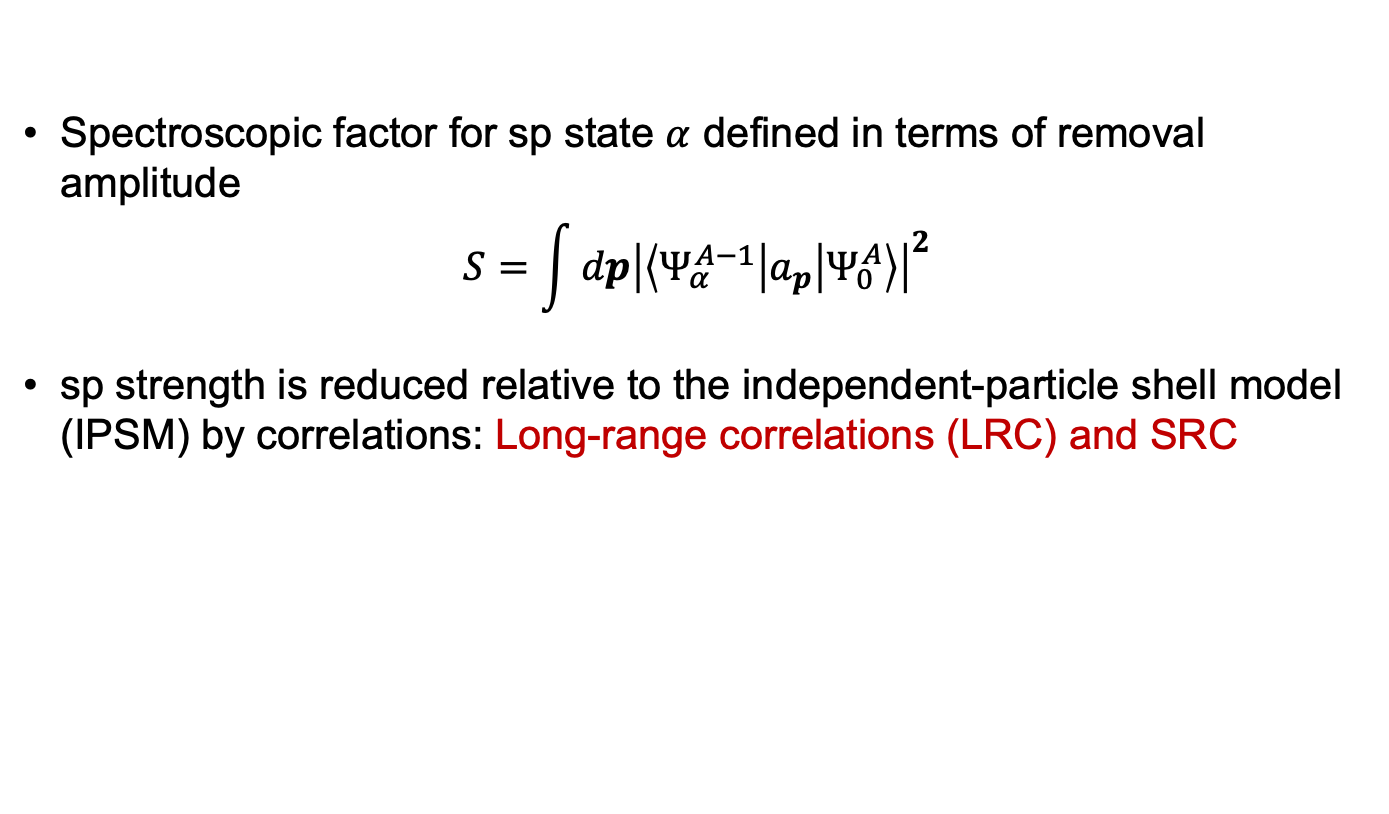 • Spectroscopic factor for sp state α defined in terms of removal
amplitude
S = ∫ d𝒑|⟨Ψ_α^{A−1}|a_𝒑|Ψ_0^A⟩|^𝟐
• sp strength is reduced relative to the independent-particle shell model
(IPSM) by correlations: Long-range correlations (LRC) and SRC